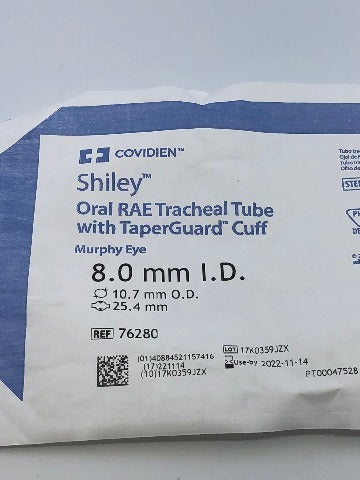 COVIDIEN™
Shiley™
Oral RAE Tracheal Tube
with TaperGuard™ Cuff
Murphy Eye
8.0 mm I.D.
10.7 mm O.D.
25.4 mm
REF 76280
(01)40884521157416
(17)221114
(10)17K0359JZX
LOT 17K0359JZX
Use-by 2022-11-14
PT00047528
Tubo